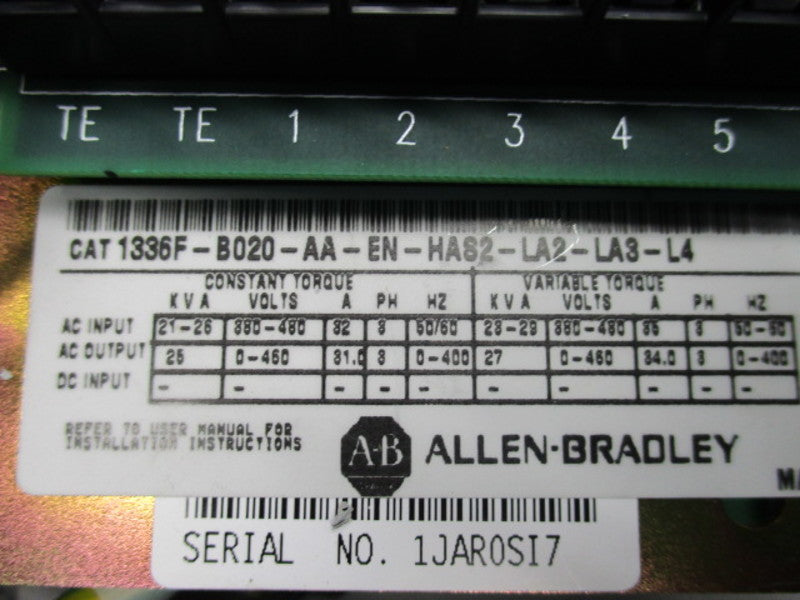 TE TE 1 2 3 4 5
CAT 1336F-B020-AA-EN-HAS2-LA2-LA3-L4
CONSTANT TORQUE VARIABLE TORQUE
KVA VOLTS A PH HZ KVA VOLTS A PH HZ
AC INPUT 21-26 380-480 32 3 50/60 23-29 380-480 35 3 50-60
AC OUTPUT 25 0-460 31.0 3 0-400 27 0-460 34.0 3 0-400
DC INPUT - - - - - - - - - -
REFER TO USER MANUAL FOR
INSTALLATION INSTRUCTIONS
A-B ALLEN-BRADLEY
MA
SERIAL NO. 1JAR0SI7